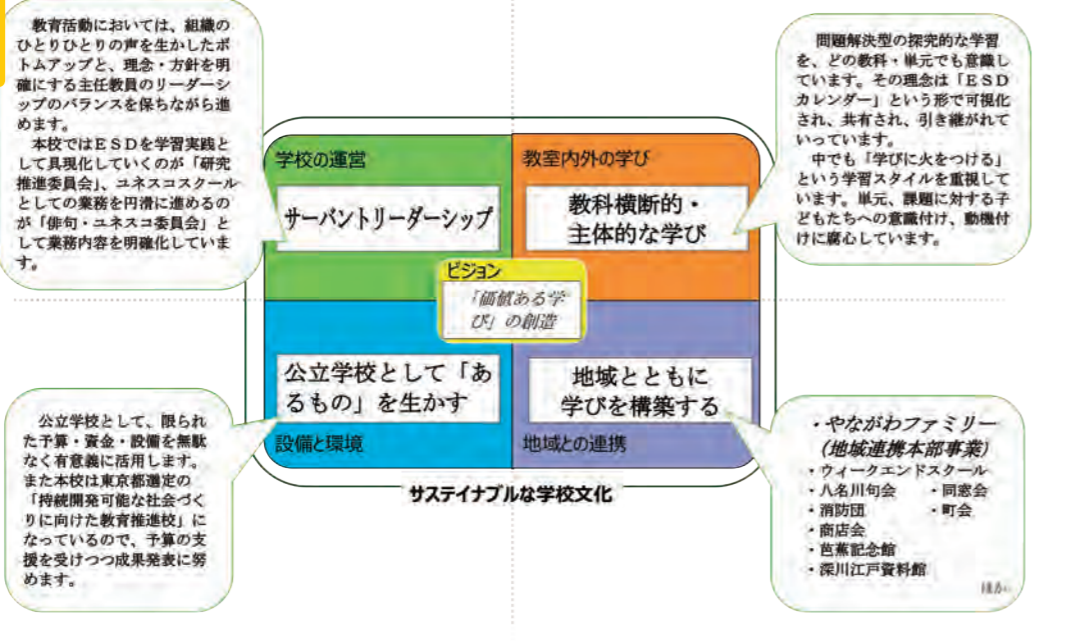 教育活動においては、組織の
ひとりひとりの声を生かしたボ
トムアップと、理念・方針を明
確にする主任教員のリーダーシ
ップのバランスを保ちながら進
めます。
本校ではＥＳＤを学習実践と
して具現化していくのが「研究
推進委員会」、ユネスコスクール
としての業務を円滑に進めるの
が「俳句・ユネスコ委員会」と
して業務内容を明確化していま
す。
問題解決型の探究的な学習
を、どの教科・単元でも意識し
ています。その理念は「ＥＳＤ
カレンダー」という形で可視化
され、共有され、引き継がれて
いっています。
中でも「学びに火をつける」
という学習スタイルを重視して
います。単元、課題に対する子
どもたちへの意識付け、動機付
けに腐心しています。
学校の運営
サーバントリーダーシップ
教室内外の学び
教科横断的・
主体的な学び
ビジョン
「価値ある学
び」の創造
公立学校として「あ
るもの」を生かす
設備と環境
地域とともに
学びを構築する
地域との連携
サステイナブルな学校文化
公立学校として、限られ
た予算・資金・設備を無駄
なく有意義に活用します。
また本校は東京都選定の
「持続開発可能な社会づく
りに向けた教育推進校」に
なっているので、予算の支
援を受けつつ成果発表に努
めます。
・やながわファミリー
（地域連携本部事業）
・ウィークエンドスクール
・八名川句会 ・同窓会
・消防団 ・町会
・商店会
・芭蕉記念館
・深川江戸資料館
ほか